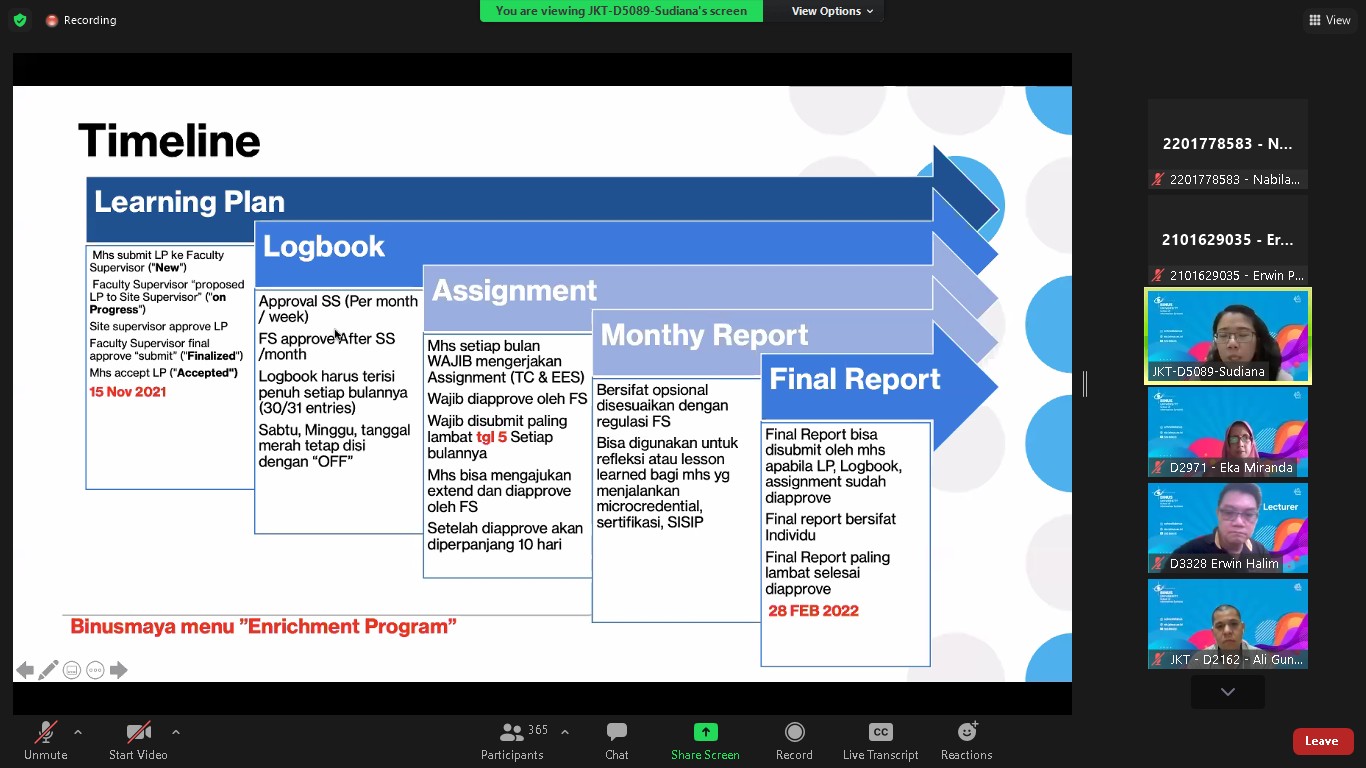 Recording
You are viewing JKT-D5089-Sudiana's screen
View Options
View
Timeline
Learning Plan
Mhs submit LP ke Faculty
Supervisor ("New")
Faculty Supervisor "proposed
LP to Site Supervisor" ("on
Progress")
Site supervisor approve LP
Faculty Supervisor final
approve "submit" ("Finalized")
Mhs accept LP ("Accepted")
15 Nov 2021
Logbook
Approval SS (Per month
/ week)
FS approve After SS
/month
Logbook harus terisi
penuh setiap bulannya
(30/31 entries)
Sabtu, Minggu, tanggal
merah tetap disi
dengan "OFF"
Assignment
Mhs setiap bulan
WAJIB mengerjakan
Assignment (TC & EES)
Wajib diapprove oleh FS
Wajib disubmit paling
lambat tgl 5 Setiap
bulannya
Mhs bisa mengajukan
extend dan diapprove
oleh FS
Setelah diapprove akan
diperpanjang 10 hari
Monthy Report
Bersifat opsional
disesuaikan dengan
regulasi FS
Bisa digunakan untuk
refleksi atau lesson
learned bagi mhs yg
menjalankan
microcredential,
sertifikasi, SISIP
Final Report
Final Report bisa
disubmit oleh mhs
apabila LP, Logbook,
assignment sudah
diapprove
Final report bersifat
Individu
Final Report paling
lambat selesai
diapprove
28 FEB 2022
Binusmaya menu "Enrichment Program"
2201778583 - N...
2201778583 - Nabila...
2101629035 - Er...
2101629035 - Erwin P...
JKT-D5089-Sudiana
D2971 - Eka Miranda
Lecturer
D3328 Erwin Halim
JKT - D2162 - Ali Gun...
Unmute
Start Video
365
Participants
Chat
Share Screen
Record
CC
Live Transcript
Reactions
Leave